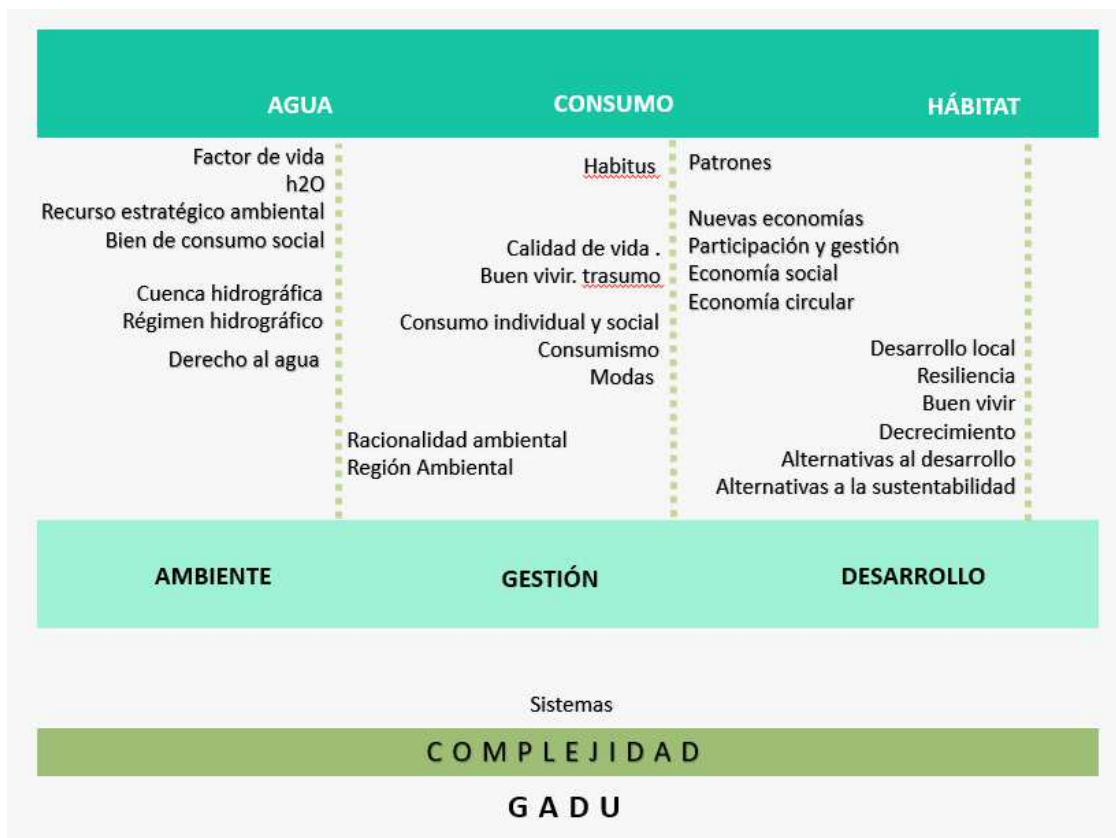 AGUA
CONSUMO
HÁBITAT
Factor de vida
h2O
Recurso estratégico ambiental
Bien de consumo social
Cuenca hidrográfica
Régimen hidrográfico
Derecho al agua
Habitus
Calidad de vida .
Buen vivir. trasumo
Consumo individual y social
Consumismo
Modas
Racionalidad ambiental
Región Ambiental
Patrones
Nuevas economías
Participación y gestión
Economía social
Economía circular
Desarrollo local
Resiliencia
Buen vivir
Decrecimiento
Alternativas al desarrollo
Alternativas a la sustentabilidad
AMBIENTE
GESTIÓN
DESARROLLO
Sistemas
COMPLEJIDAD
GADU